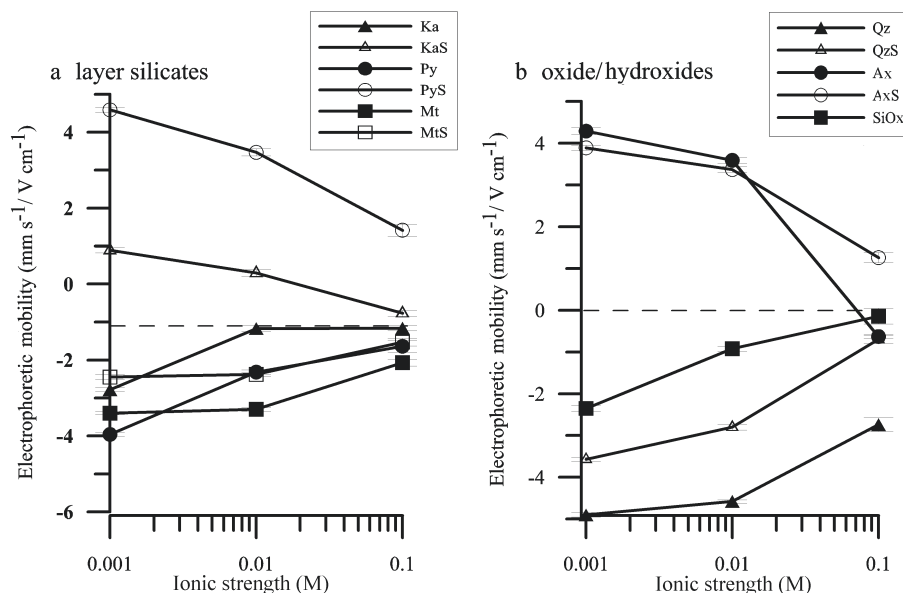 a layer silicates
Ka
KaS
Py
PyS
Mt
MtS
Electrophoretic mobility (mm s⁻¹/ V cm⁻¹)
4
2
0
-2
-4
-6
0.001
0.01
0.1
Ionic strength (M)
b oxide/hydroxides
Qz
QzS
Ax
AxS
SiOx
Electrophoretic mobility (mm s⁻¹/ V cm⁻¹)
4
2
0
-2
-4
0.001
0.01
0.1
Ionic strength (M)